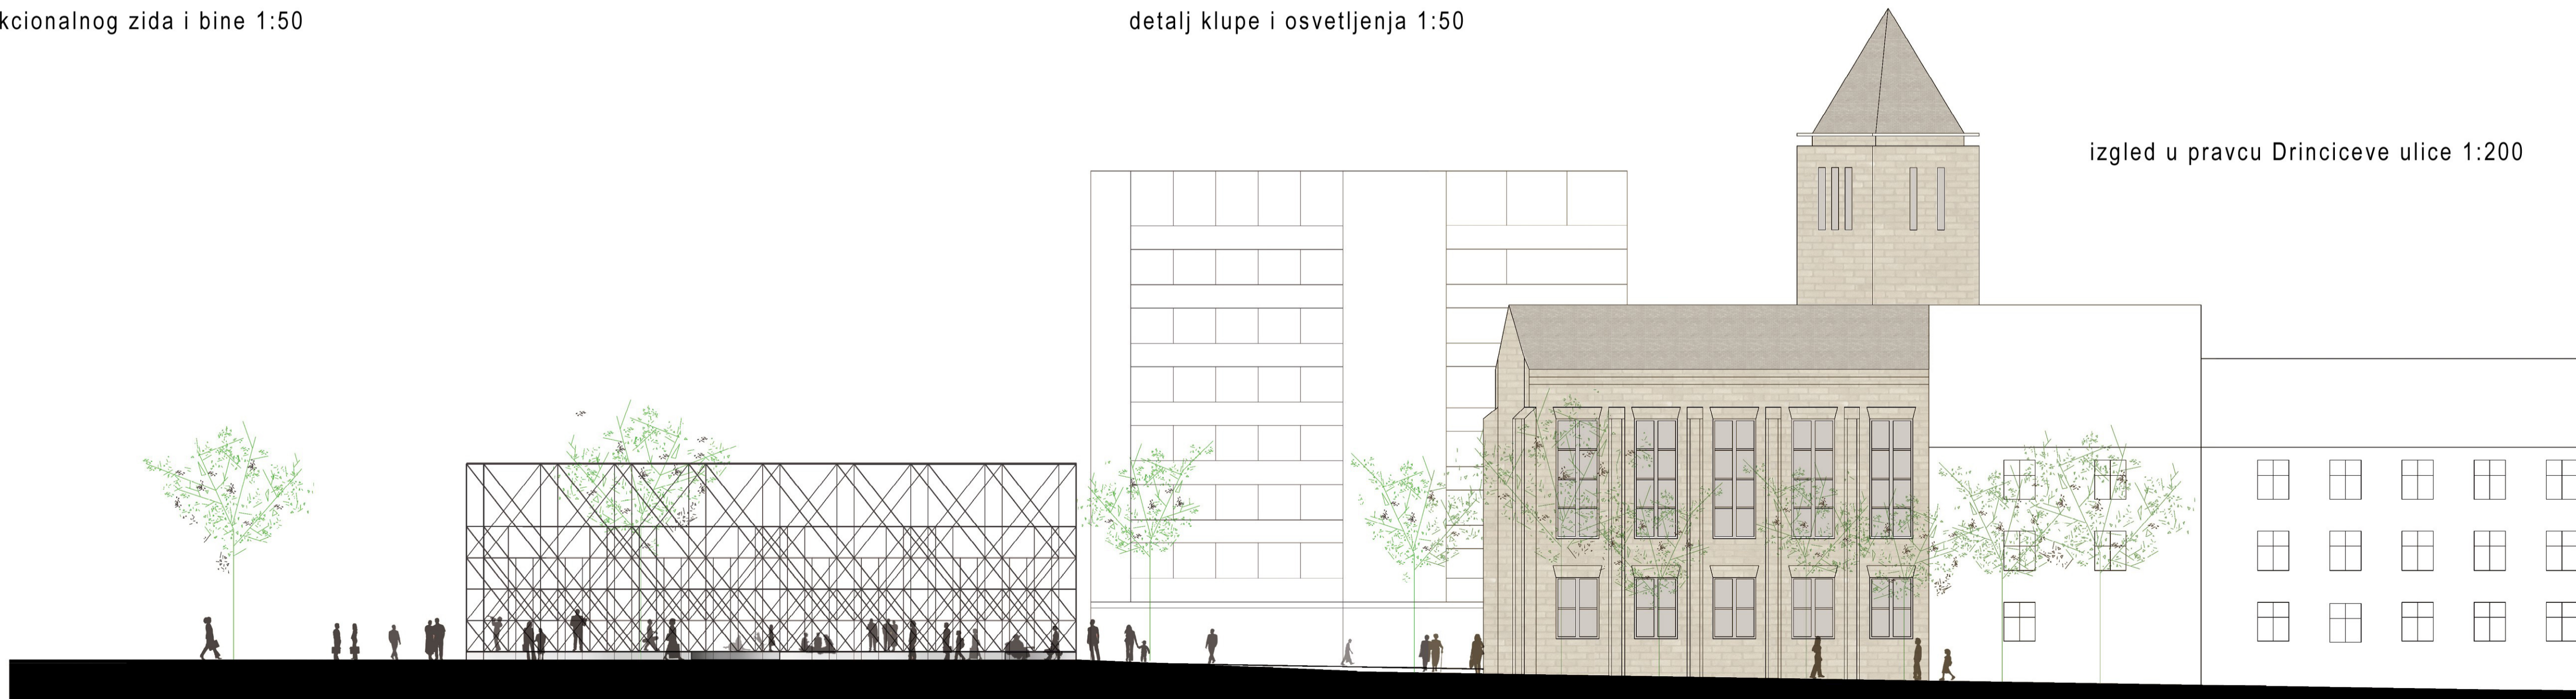 kcionalnog zida i bine 1:50
detalj klupe i osvetljenja 1:50
izgled u pravcu Drinciceve ulice 1:200